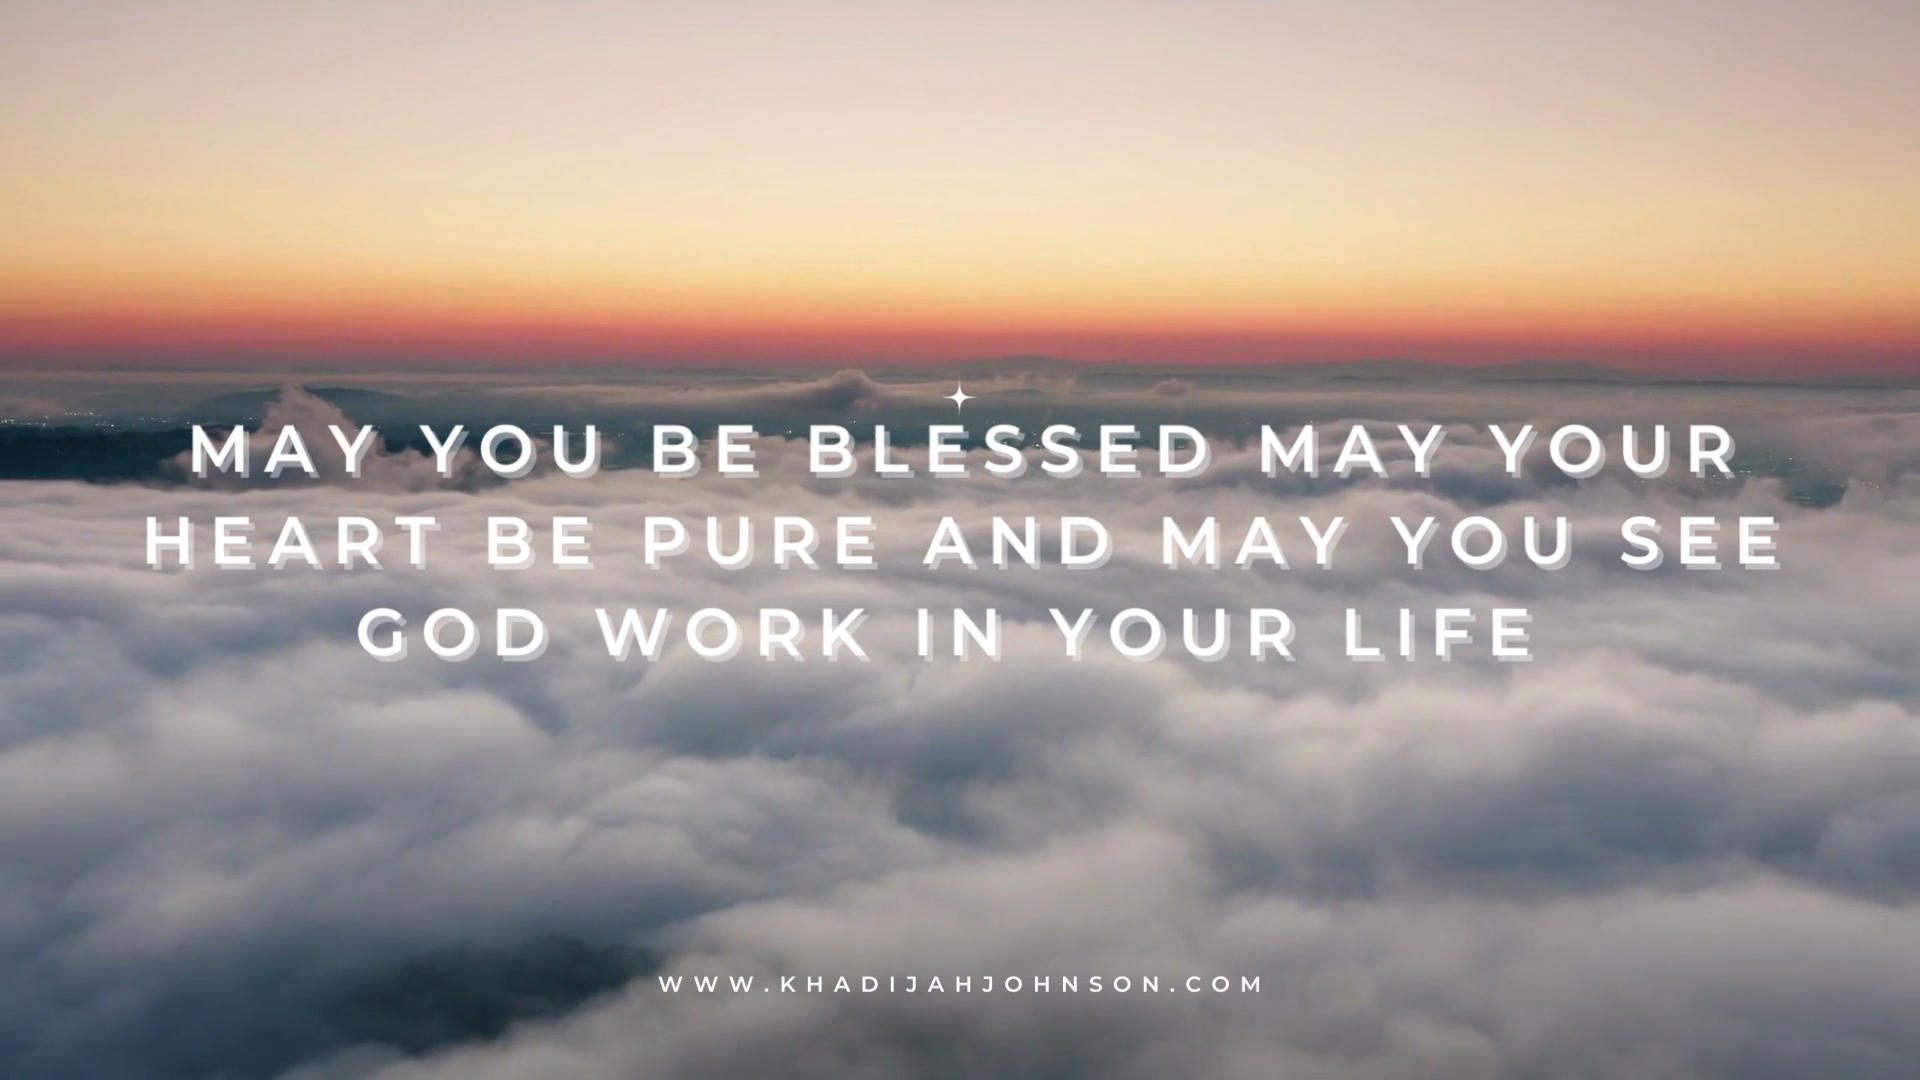 MAY YOU BE BLESSED MAY YOUR
HEART BE PURE AND MAY YOU SEE
GOD WORK IN YOUR LIFE
WWW.KHADIJAHJOHNSON.COM